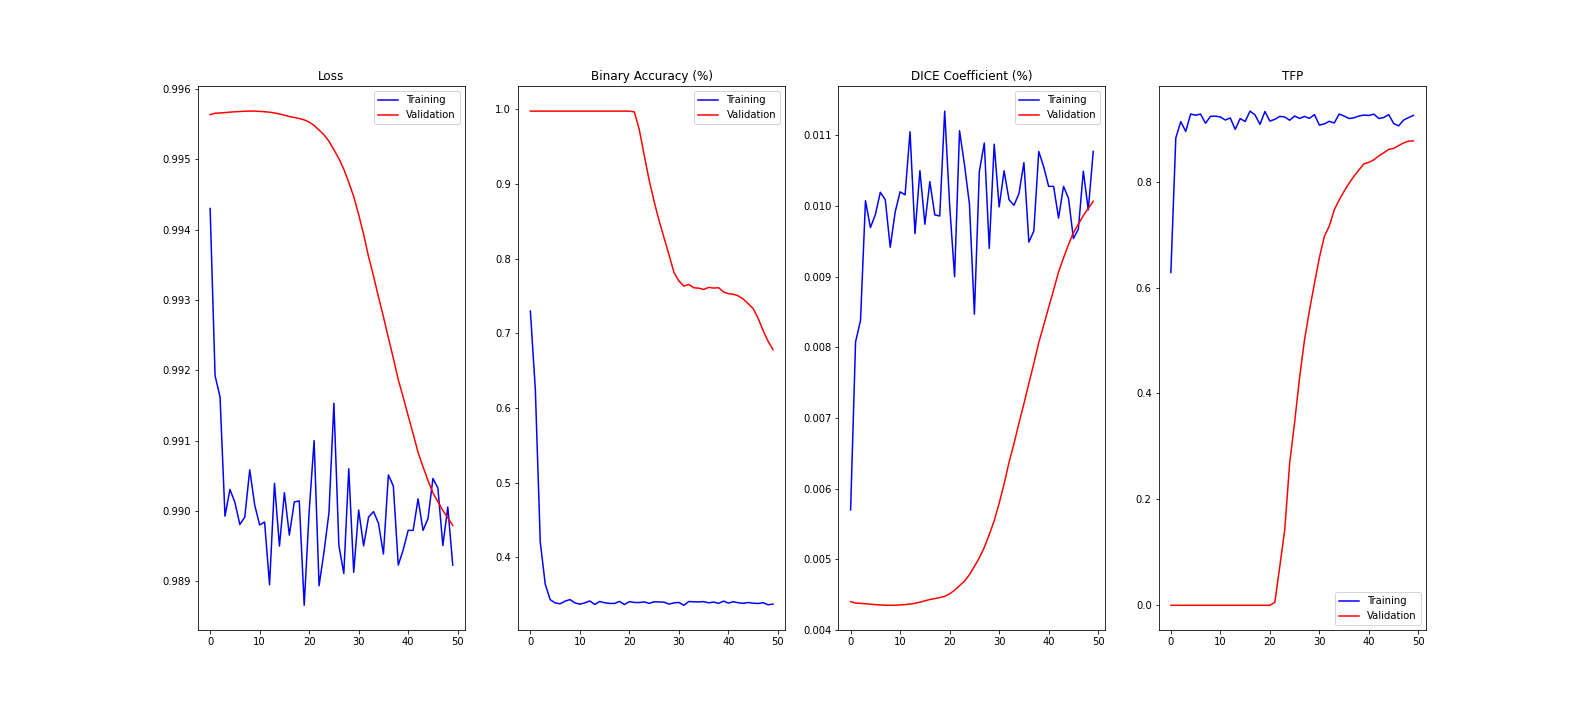 Loss
Training
Validation
0.996
0.995
0.994
0.993
0.992
0.991
0.990
0.989
0 10 20 30 40 50
Binary Accuracy (%)
Training
Validation
1.0
0.9
0.8
0.7
0.6
0.5
0.4
0 10 20 30 40 50
DICE Coefficient (%)
Training
Validation
0.011
0.010
0.009
0.008
0.007
0.006
0.005
0.004
0 10 20 30 40 50
TFP
0.8
0.6
0.4
0.2
0.0
Training
Validation
0 10 20 30 40 50